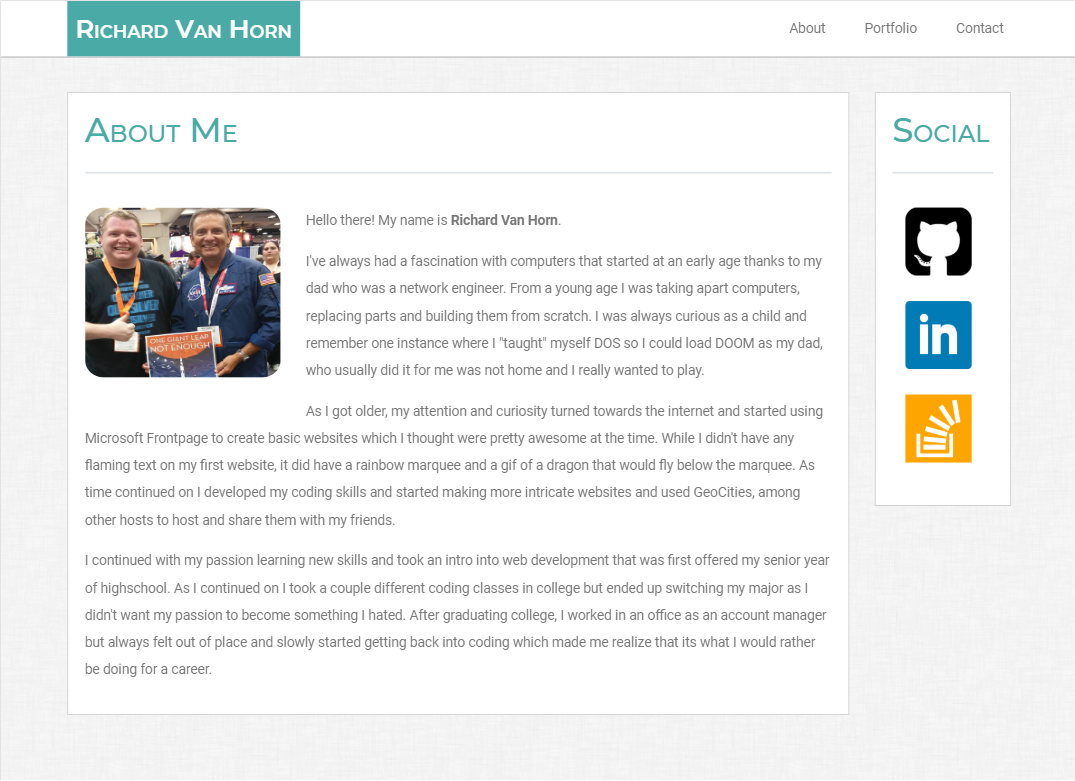 Richard Van Horn
About
Portfolio
Contact
About Me
Social
ONE GIANT LEAP
NOT ENOUGH
NASA
Hello there! My name is Richard Van Horn.
I've always had a fascination with computers that started at an early age thanks to my
dad who was a network engineer. From a young age I was taking apart computers,
replacing parts and building them from scratch. I was always curious as a child and
remember one instance where I "taught" myself DOS so I could load DOOM as my dad,
who usually did it for me was not home and I really wanted to play.
As I got older, my attention and curiosity turned towards the internet and started using
Microsoft Frontpage to create basic websites which I thought were pretty awesome at the time. While I didn't have any
flaming text on my first website, it did have a rainbow marquee and a gif of a dragon that would fly below the marquee. As
time continued on I developed my coding skills and started making more intricate websites and used GeoCities, among
other hosts to host and share them with my friends.
I continued with my passion learning new skills and took an intro into web development that was first offered my senior year
of highschool. As I continued on I took a couple different coding classes in college but ended up switching my major as I
didn't want my passion to become something I hated. After graduating college, I worked in an office as an account manager
but always felt out of place and slowly started getting back into coding which made me realize that its what I would rather
be doing for a career.
in